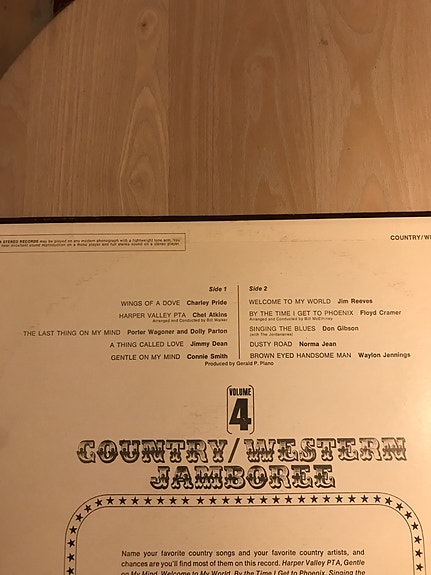 STEREO RECORDS may be played on any modern phonograph with a lightweight tone arm. You
hear excellent sound reproduction on a mono player and full stereo sound on a stereo player.
COUNTRY/WE
Side 1
WINGS OF A DOVE Charley Pride
HARPER VALLEY PTA Chet Atkins
Arranged and Conducted by Bill Walker
THE LAST THING ON MY MIND Porter Wagoner and Dolly Parton
A THING CALLED LOVE Jimmy Dean
GENTLE ON MY MIND Connie Smith
Side 2
WELCOME TO MY WORLD Jim Reeves
BY THE TIME I GET TO PHOENIX Floyd Cramer
Arranged and Conducted by Bill McElhiney
SINGING THE BLUES Don Gibson
(with The Jordanaires)
DUSTY ROAD Norma Jean
BROWN EYED HANDSOME MAN Waylon Jennings
Produced by Gerald P. Plano
VOLUME
4
COUNTRY/WESTERN
JAMBOREE
Name your favorite country songs and your favorite country artists, and
chances are you'll find most of them on this record. Harper Valley PTA, Gentle
on My Mind, Welcome to My World, By the Time I Get to Phoenix, Singing the